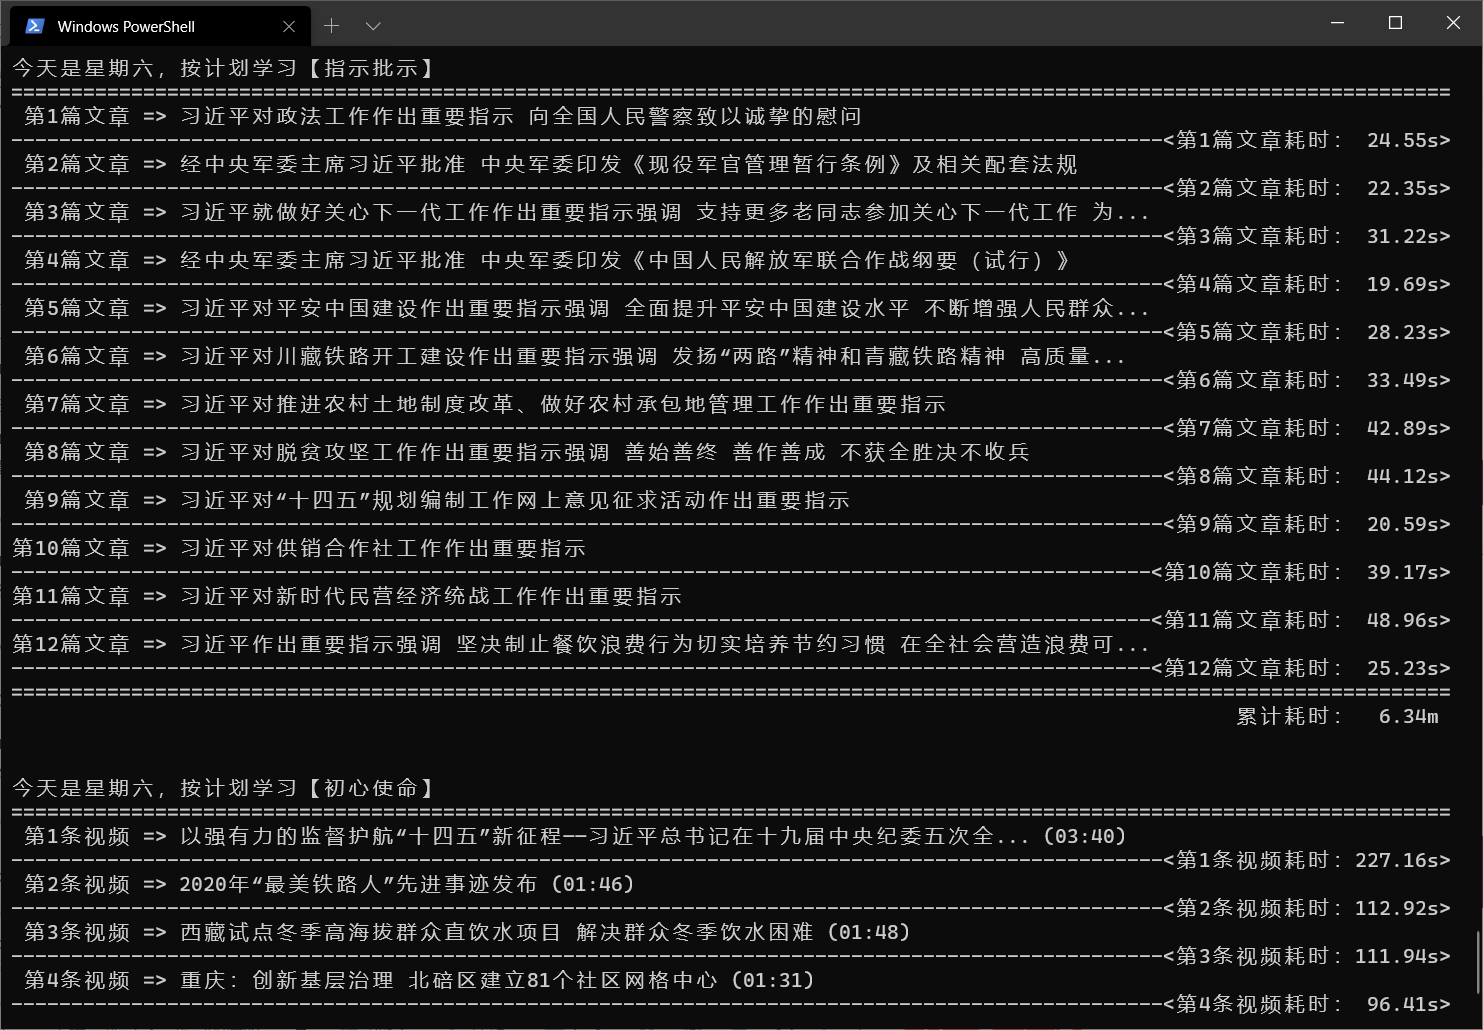 Windows PowerShell
今天是星期六，按计划学习【指示批示】
========================================================================================================================
第1篇文章 => 习近平对政法工作作出重要指示 向全国人民警察致以诚挚的慰问
------------------------------------------------------------------------------------------------<第1篇文章耗时： 24.55s>
第2篇文章 => 经中央军委主席习近平批准 中央军委印发《现役军官管理暂行条例》及相关配套法规
------------------------------------------------------------------------------------------------<第2篇文章耗时： 22.35s>
第3篇文章 => 习近平就做好关心下一代工作作出重要指示强调 支持更多老同志参加关心下一代工作 为...
------------------------------------------------------------------------------------------------<第3篇文章耗时： 31.22s>
第4篇文章 => 经中央军委主席习近平批准 中央军委印发《中国人民解放军联合作战纲要（试行）》
------------------------------------------------------------------------------------------------<第4篇文章耗时： 19.69s>
第5篇文章 => 习近平对平安中国建设作出重要指示强调 全面提升平安中国建设水平 不断增强人民群众...
------------------------------------------------------------------------------------------------<第5篇文章耗时： 28.23s>
第6篇文章 => 习近平对川藏铁路开工建设作出重要指示强调 发扬“两路”精神和青藏铁路精神 高质量...
------------------------------------------------------------------------------------------------<第6篇文章耗时： 33.49s>
第7篇文章 => 习近平对推进农村土地制度改革、做好农村承包地管理工作作出重要指示
------------------------------------------------------------------------------------------------<第7篇文章耗时： 42.89s>
第8篇文章 => 习近平对脱贫攻坚工作作出重要指示强调 善始善终 善作善成 不获全胜决不收兵
------------------------------------------------------------------------------------------------<第8篇文章耗时： 44.12s>
第9篇文章 => 习近平对“十四五”规划编制工作网上意见征求活动作出重要指示
------------------------------------------------------------------------------------------------<第9篇文章耗时： 20.59s>
第10篇文章 => 习近平对供销合作社工作作出重要指示
-----------------------------------------------------------------------------------------------<第10篇文章耗时： 39.17s>
第11篇文章 => 习近平对新时代民营经济统战工作作出重要指示
-----------------------------------------------------------------------------------------------<第11篇文章耗时： 48.96s>
第12篇文章 => 习近平作出重要指示强调 坚决制止餐饮浪费行为切实培养节约习惯 在全社会营造浪费可...
-----------------------------------------------------------------------------------------------<第12篇文章耗时： 25.23s>
========================================================================================================================
累计耗时： 6.34m
今天是星期六，按计划学习【初心使命】
========================================================================================================================
第1条视频 => 以强有力的监督护航“十四五”新征程——习近平总书记在十九届中央纪委五次全... (03:40)
------------------------------------------------------------------------------------------------<第1条视频耗时：227.16s>
第2条视频 => 2020年“最美铁路人”先进事迹发布 (01:46)
------------------------------------------------------------------------------------------------<第2条视频耗时：112.92s>
第3条视频 => 西藏试点冬季高海拔群众直饮水项目 解决群众冬季饮水困难 (01:48)
------------------------------------------------------------------------------------------------<第3条视频耗时：111.94s>
第4条视频 => 重庆：创新基层治理 北碚区建立81个社区网格中心 (01:31)
------------------------------------------------------------------------------------------------<第4条视频耗时： 96.41s>